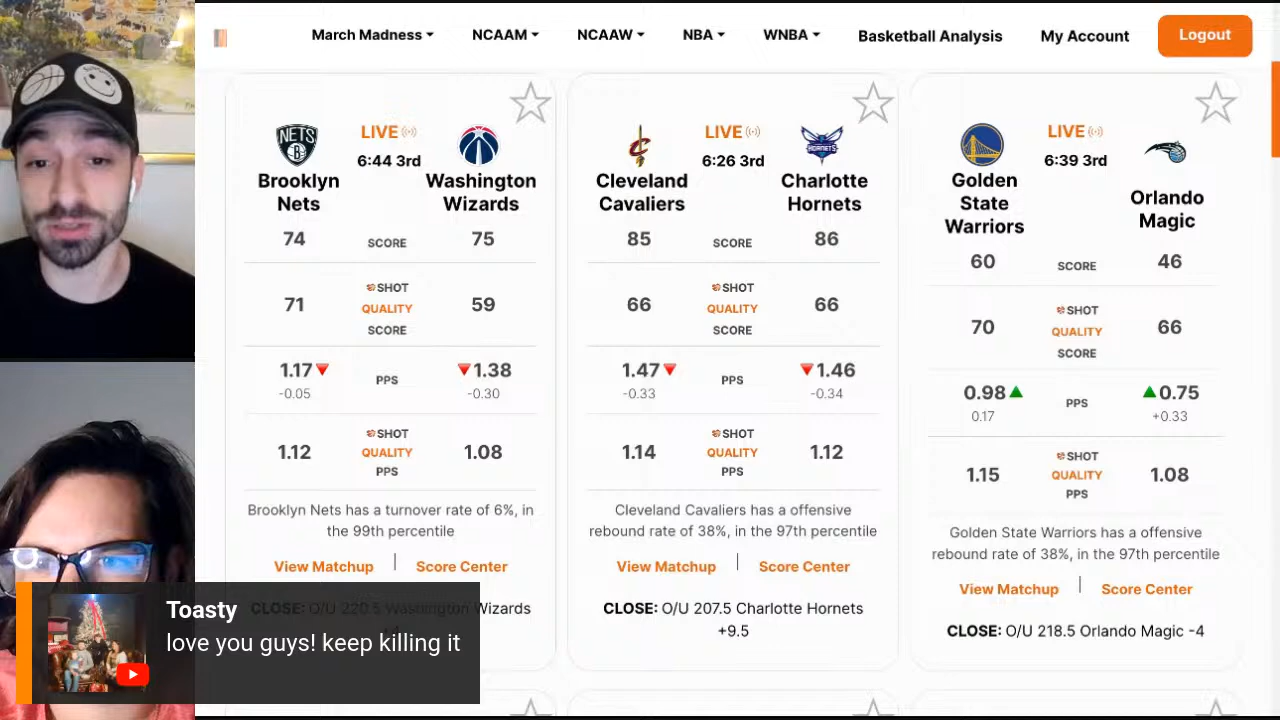 March Madness NCAAM NCAAW NBA WNBA Basketball Analysis My Account Logout
LIVE
6:44 3rd
NETS
B
Brooklyn
Nets
Washington
Wizards
74 SCORE 75
71 SHOT QUALITY SCORE 59
1.17 PPS 1.38
-0.05 -0.30
1.12 SHOT QUALITY PPS 1.08
Brooklyn Nets has a turnover rate of 6%, in
the 99th percentile
View Matchup | Score Center
CLOSE: O/U 220.5 Washington Wizards
LIVE
6:26 3rd
HORNETS
Cleveland
Cavaliers
Charlotte
Hornets
85 SCORE 86
66 SHOT QUALITY SCORE 66
1.47 PPS 1.46
-0.33 -0.34
1.14 SHOT QUALITY PPS 1.12
Cleveland Cavaliers has a offensive
rebound rate of 38%, in the 97th percentile
View Matchup | Score Center
CLOSE: O/U 207.5 Charlotte Hornets
+9.5
LIVE
6:39 3rd
Golden
State
Warriors
Orlando
Magic
60 SCORE 46
70 SHOT QUALITY SCORE 66
0.98 PPS 0.75
0.17 +0.33
1.15 SHOT QUALITY PPS 1.08
Golden State Warriors has a offensive
rebound rate of 38%, in the 97th percentile
View Matchup | Score Center
CLOSE: O/U 218.5 Orlando Magic -4
Toasty
love you guys! keep killing it